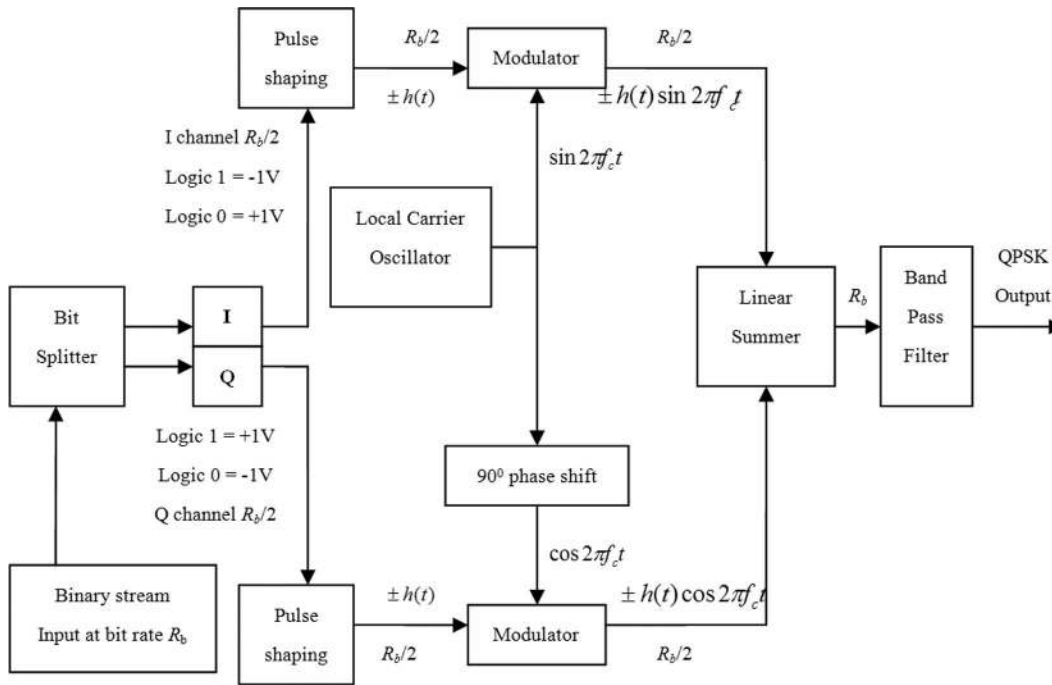 Pulse
shaping
R_b/2
± h(t)
Modulator
R_b/2
± h(t) sin 2πf_c t
I channel R_b/2
Logic 1 = -1V
Logic 0 = +1V
sin 2πf_c t
Local Carrier
Oscillator
Bit
Splitter
I
Q
Linear
Summer
R_b
Band
Pass
Filter
QPSK
Output
Logic 1 = +1V
Logic 0 = -1V
Q channel R_b/2
90⁰ phase shift
cos 2πf_c t
Binary stream
Input at bit rate R_b
Pulse
shaping
± h(t)
R_b/2
Modulator
± h(t) cos 2πf_c t
R_b/2